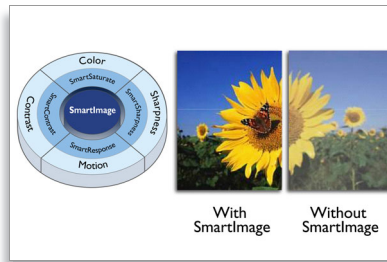 Color
SmartSaturate
Contrast
SmartContrast
SmartImage
SmartSharpness
Sharpness
SmartResponse
Motion
With
SmartImage
Without
SmartImage